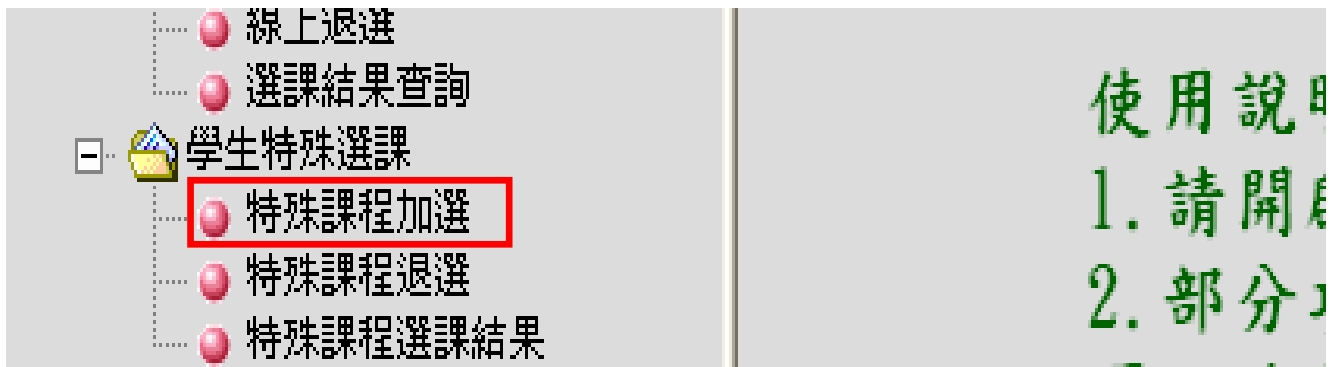 線上退選
選課結果查詢
學生特殊選課
特殊課程加選
特殊課程退選
特殊課程選課結果
使用說
1.請開
2.部分